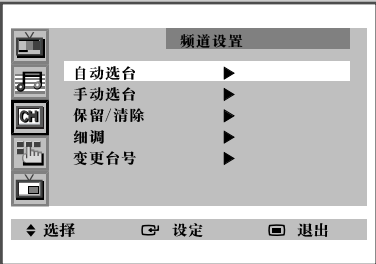 频道设置
自动选台 ▶
手动选台 ▶
保留/清除 ▶
细调 ▶
变更台号 ▶
CH
选择 设定 退出